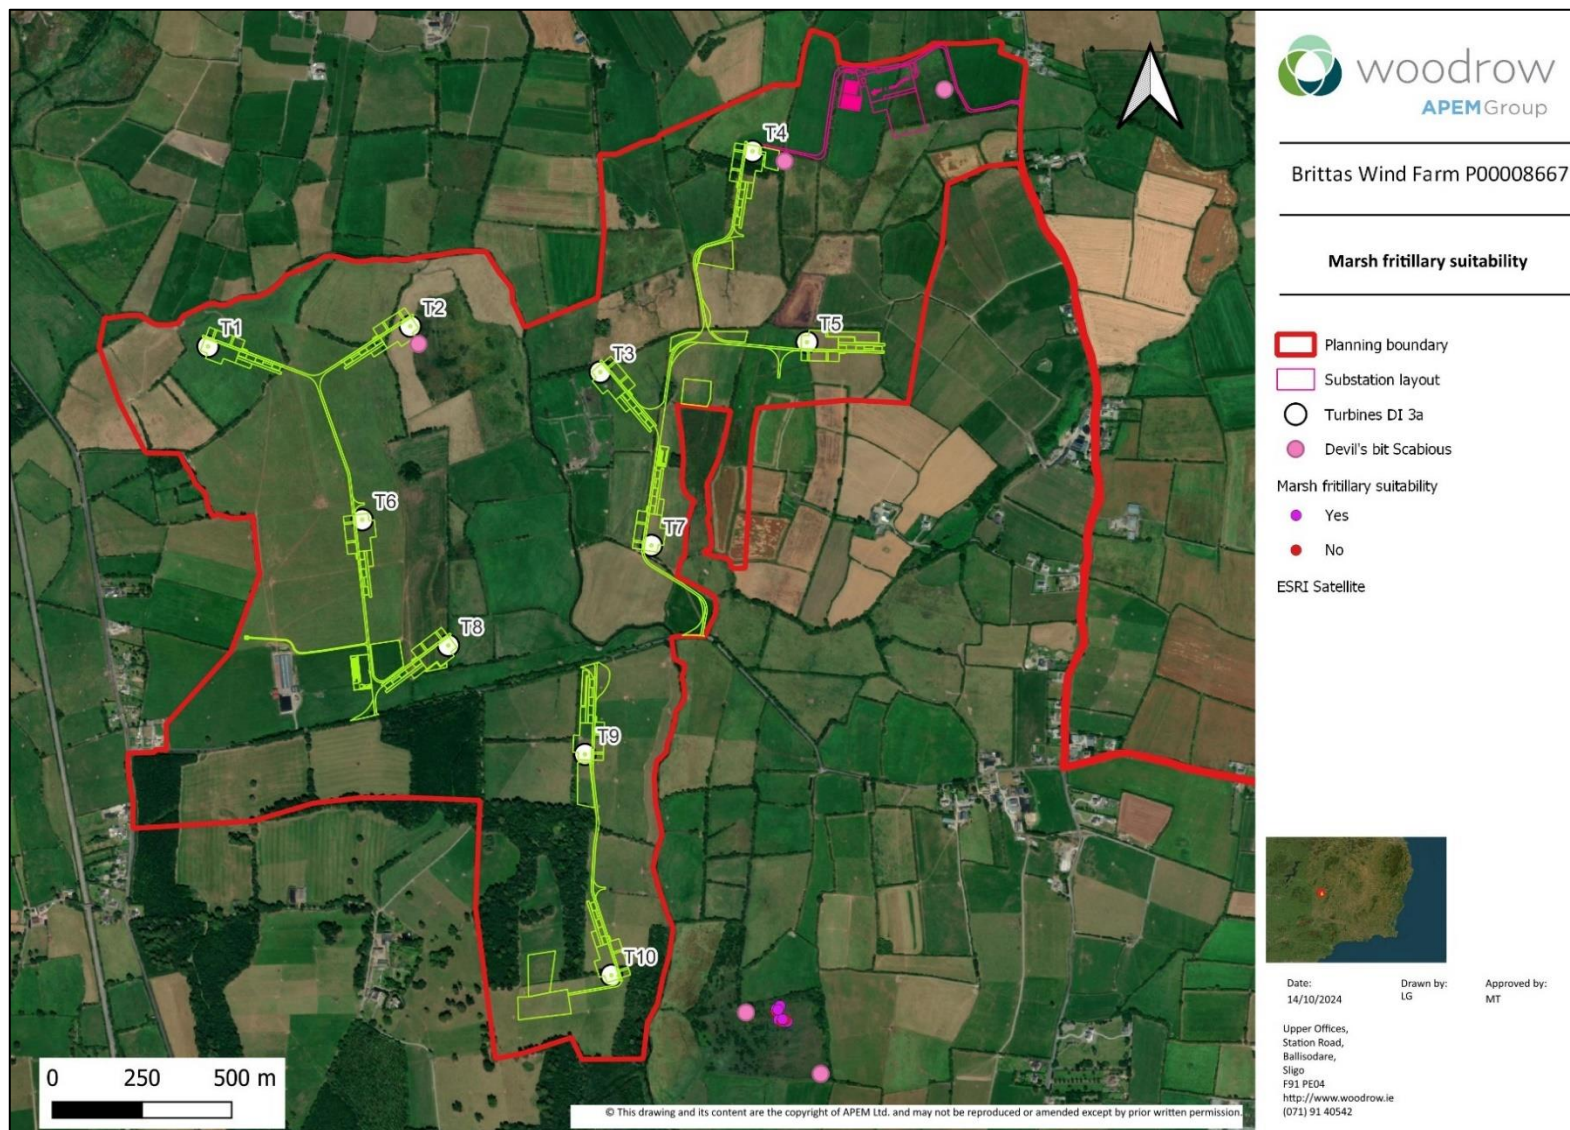 woodrow
APEMGroup
Brittas Wind Farm P00008667
Marsh fritillary suitability
Planning boundary
Substation layout
Turbines DI 3a
Devil's bit Scabious
Marsh fritillary suitability
Yes
No
ESRI Satellite
T1
T2
T3
T4
T5
T6
T7
T8
T9
T10
0 250 500 m
© This drawing and its content are the copyright of APEM Ltd. and may not be reproduced or amended except by prior written permission.
Date: Drawn by: Approved by:
14/10/2024 LG MT
Upper Offices,
Station Road,
Ballisodare,
Sligo
F91 PE04
http://www.woodrow.ie
(071) 91 40542